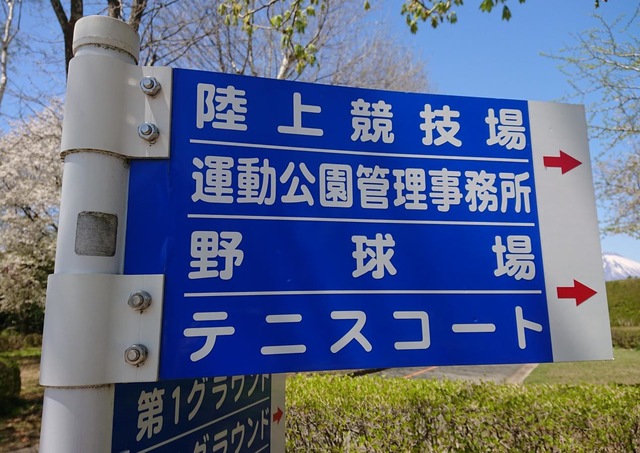 陸上競技場
運動公園管理事務所
野球場
テニスコート
第1グラウンド
グラウンド